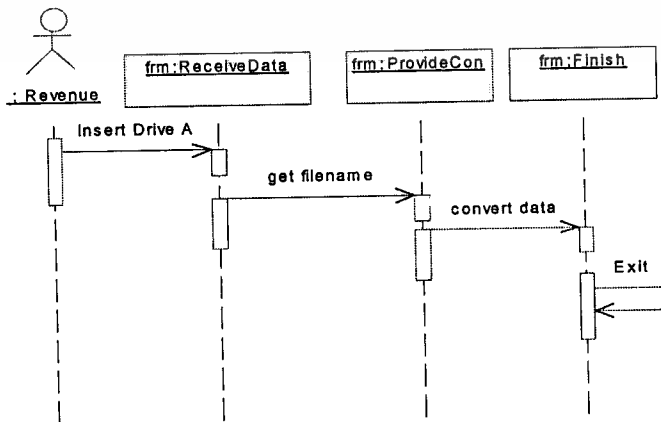 frm:ReceiveData
frm:ProvideCon
frm:Finish
: Revenue
Insert Drive A
get filename
convert data
Exit